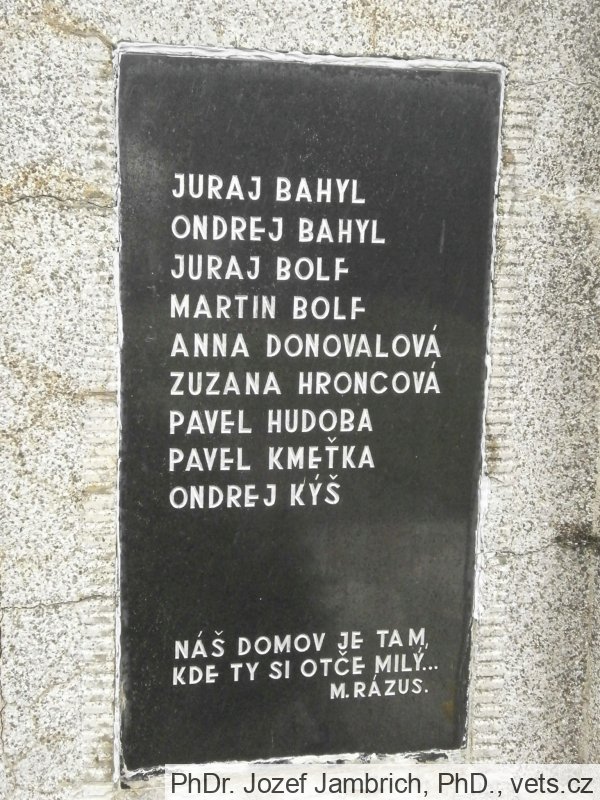 JURAJ BAHYL
ONDREJ BAHYL
JURAJ BOLF
MARTIN BOLF
ANNA DONOVALOVÁ
ZUZANA HRONCOVÁ
PAVEL HUDOBA
PAVEL KMEŤKA
ONDREJ KÝŠ
NÁŠ DOMOV JE TAM,
KDE TY SI OTČE MILÝ...
M. RÁZUS.
PhDr. Jozef Jambrich, PhD., vets.cz